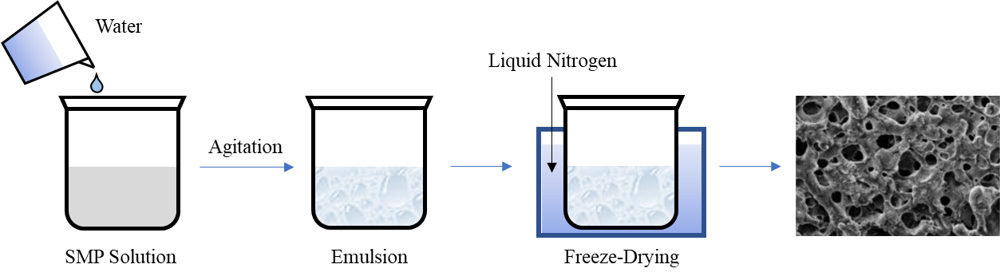 Water
Liquid Nitrogen
Agitation
SMP Solution
Emulsion
Freeze-Drying